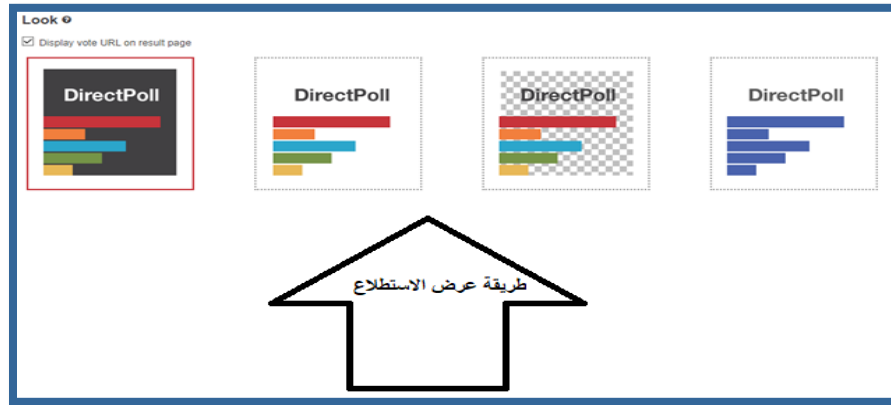 Look ?
Display vote URL on result page
DirectPoll
DirectPoll
DirectPoll
DirectPoll
طريقة عرض الاستطلاع